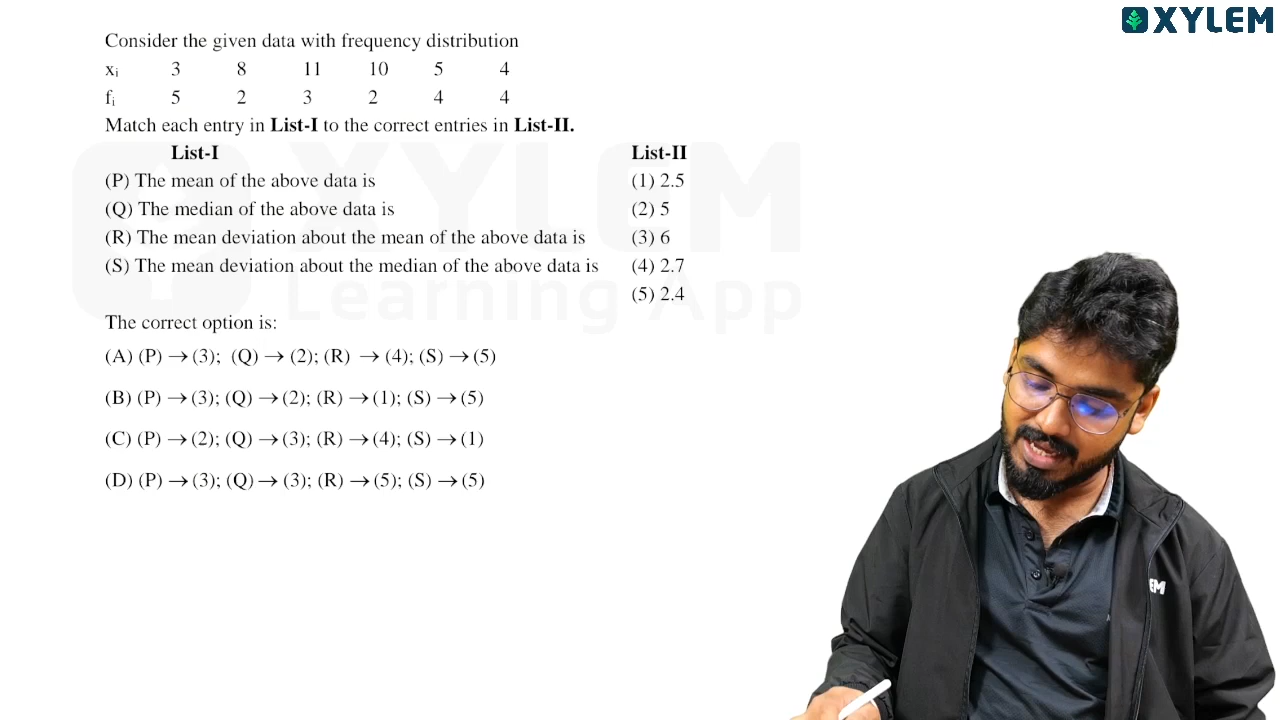 XYLEM
Consider the given data with frequency distribution
xᵢ 3 8 11 10 5 4
fᵢ 5 2 3 2 4 4
Match each entry in List-I to the correct entries in List-II.
List-I List-II
(P) The mean of the above data is (1) 2.5
(Q) The median of the above data is (2) 5
(R) The mean deviation about the mean of the above data is (3) 6
(S) The mean deviation about the median of the above data is (4) 2.7
(5) 2.4
XYLEM
Learning App
The correct option is:
(A) (P) → (3); (Q) → (2); (R) → (4); (S) → (5)
(B) (P) → (3); (Q) → (2); (R) → (1); (S) → (5)
(C) (P) → (2); (Q) → (3); (R) → (4); (S) → (1)
(D) (P) → (3); (Q) → (3); (R) → (5); (S) → (5)
EM